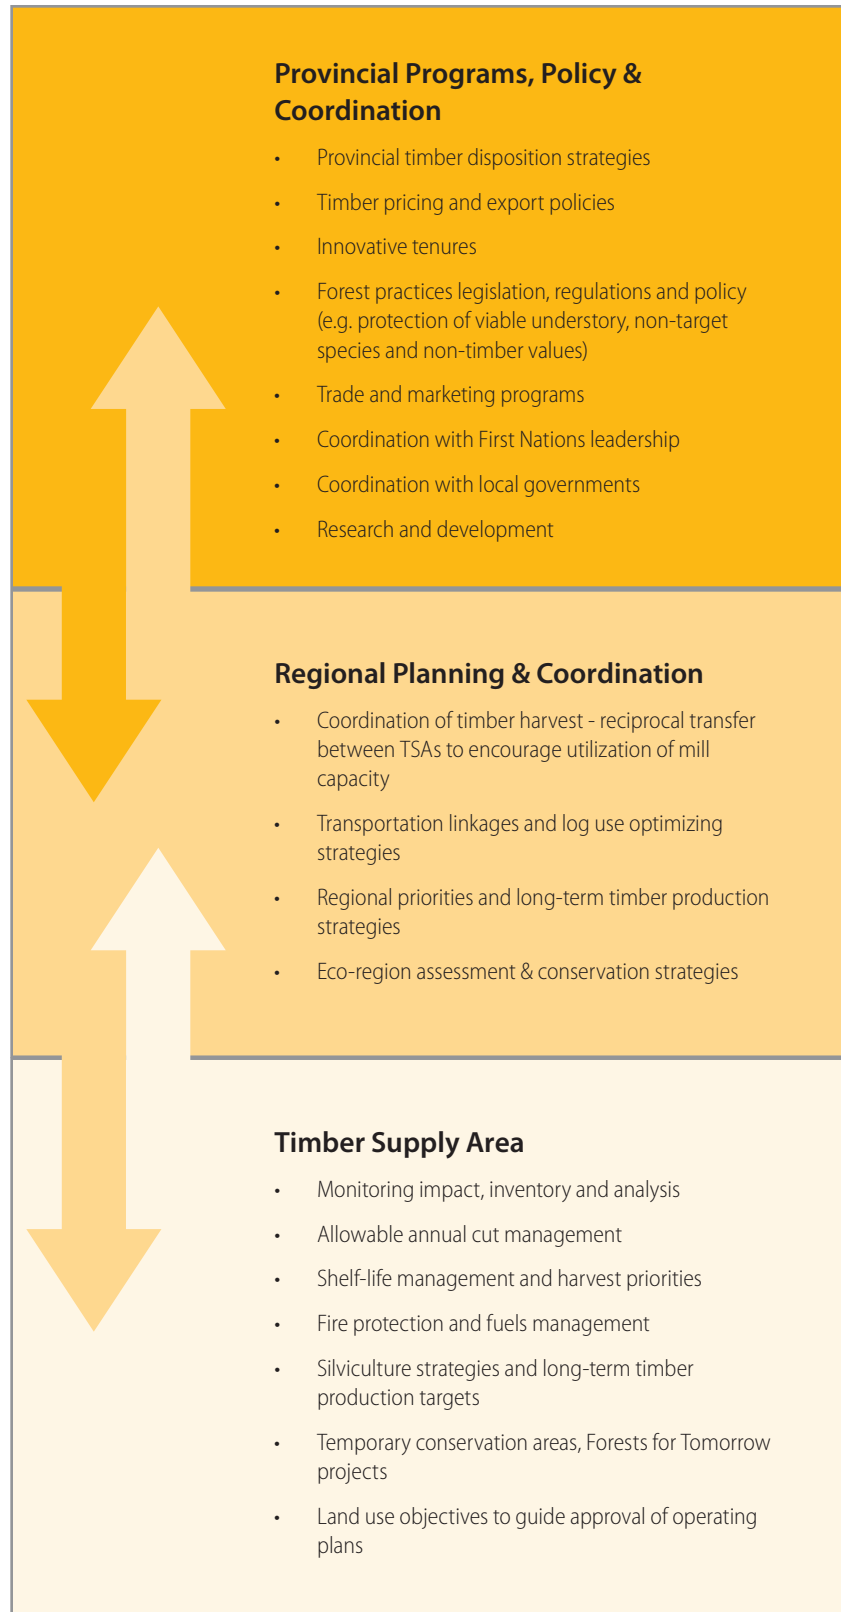 Provincial Programs, Policy &
Coordination
• Provincial timber disposition strategies
• Timber pricing and export policies
• Innovative tenures
• Forest practices legislation, regulations and policy
(e.g. protection of viable understory, non-target
species and non-timber values)
• Trade and marketing programs
• Coordination with First Nations leadership
• Coordination with local governments
• Research and development
Regional Planning & Coordination
• Coordination of timber harvest - reciprocal transfer
between TSAs to encourage utilization of mill
capacity
• Transportation linkages and log use optimizing
strategies
• Regional priorities and long-term timber production
strategies
• Eco-region assessment & conservation strategies
Timber Supply Area
• Monitoring impact, inventory and analysis
• Allowable annual cut management
• Shelf-life management and harvest priorities
• Fire protection and fuels management
• Silviculture strategies and long-term timber
production targets
• Temporary conservation areas, Forests for Tomorrow
projects
• Land use objectives to guide approval of operating
plans